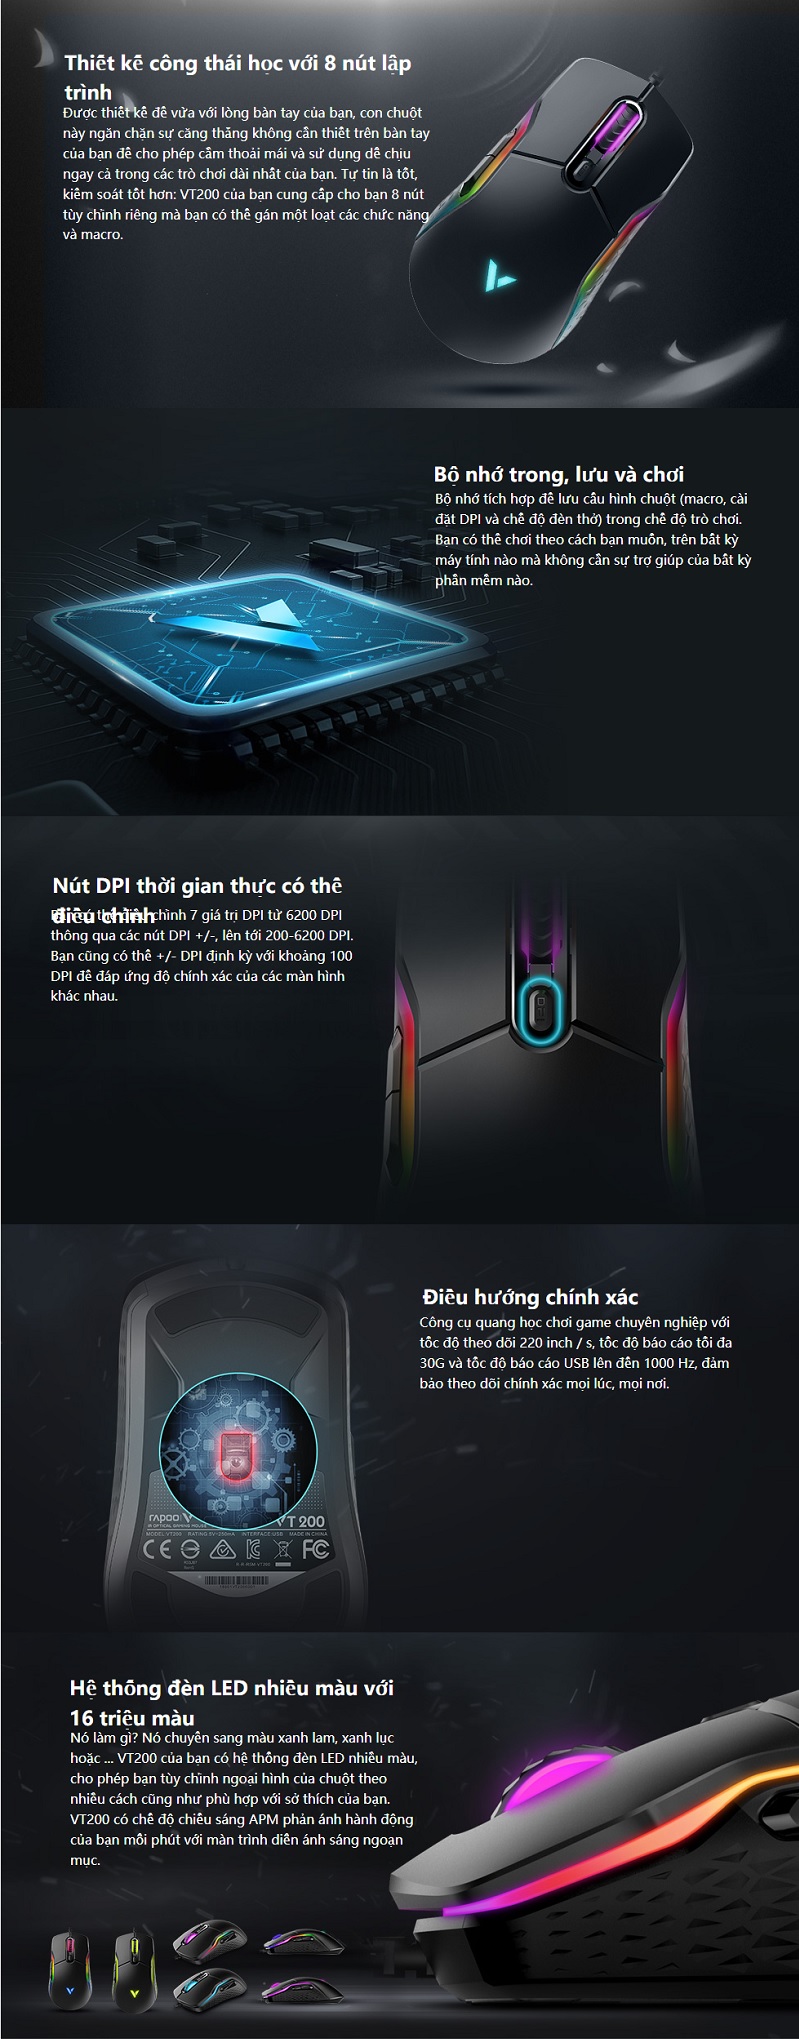 Thiết kế công thái học với 8 nút lập
trình
Được thiết kế để vừa với lòng bàn tay của bạn, con chuột
này ngăn chặn sự căng thẳng không cần thiết trên bàn tay
của bạn để cho phép cầm thoải mái và sử dụng dễ chịu
ngay cả trong các trò chơi dài nhất của bạn. Tự tin là tốt,
kiểm soát tốt hơn: VT200 của bạn cung cấp cho bạn 8 nút
tùy chỉnh riêng mà bạn có thể gán một loạt các chức năng
và macro.
Bộ nhớ trong, lưu và chơi
Bộ nhớ tích hợp để lưu cấu hình chuột (macro, cài
đặt DPI và chế độ đèn thở) trong chế độ trò chơi.
Bạn có thể chơi theo cách bạn muốn, trên bất kỳ
máy tính nào mà không cần sự trợ giúp của bất kỳ
phần mềm nào.
Nút DPI thời gian thực có thể
điều chỉnh
chỉnh 7 giá trị DPI từ 6200 DPI
thông qua các nút DPI +/-, lên tới 200-6200 DPI.
Bạn cũng có thể +/- DPI định kỳ với khoảng 100
DPI để đáp ứng độ chính xác của các màn hình
khác nhau.
Điều hướng chính xác
Công cụ quang học chơi game chuyên nghiệp với
tốc độ theo dõi 220 inch / s, tốc độ báo cáo tối đa
30G và tốc độ báo cáo USB lên đến 1000 Hz, đảm
bảo theo dõi chính xác mọi lúc, mọi nơi.
rapoo VT200
IR OPTICAL GAMING MOUSE
MODEL:VT200 RATING:5V⎓250mA INTERFACE:USB MADE IN CHINA
CE FC
Hệ thống đèn LED nhiều màu với
16 triệu màu
Nó làm gì? Nó chuyển sang màu xanh lam, xanh lục
hoặc ... VT200 của bạn có hệ thống đèn LED nhiều màu,
cho phép bạn tùy chỉnh ngoại hình của chuột theo
nhiều cách cũng như phù hợp với sở thích của bạn.
VT200 có chế độ chiếu sáng APM phản ánh hành động
của bạn mỗi phút với màn trình diễn ánh sáng ngoạn
mục.